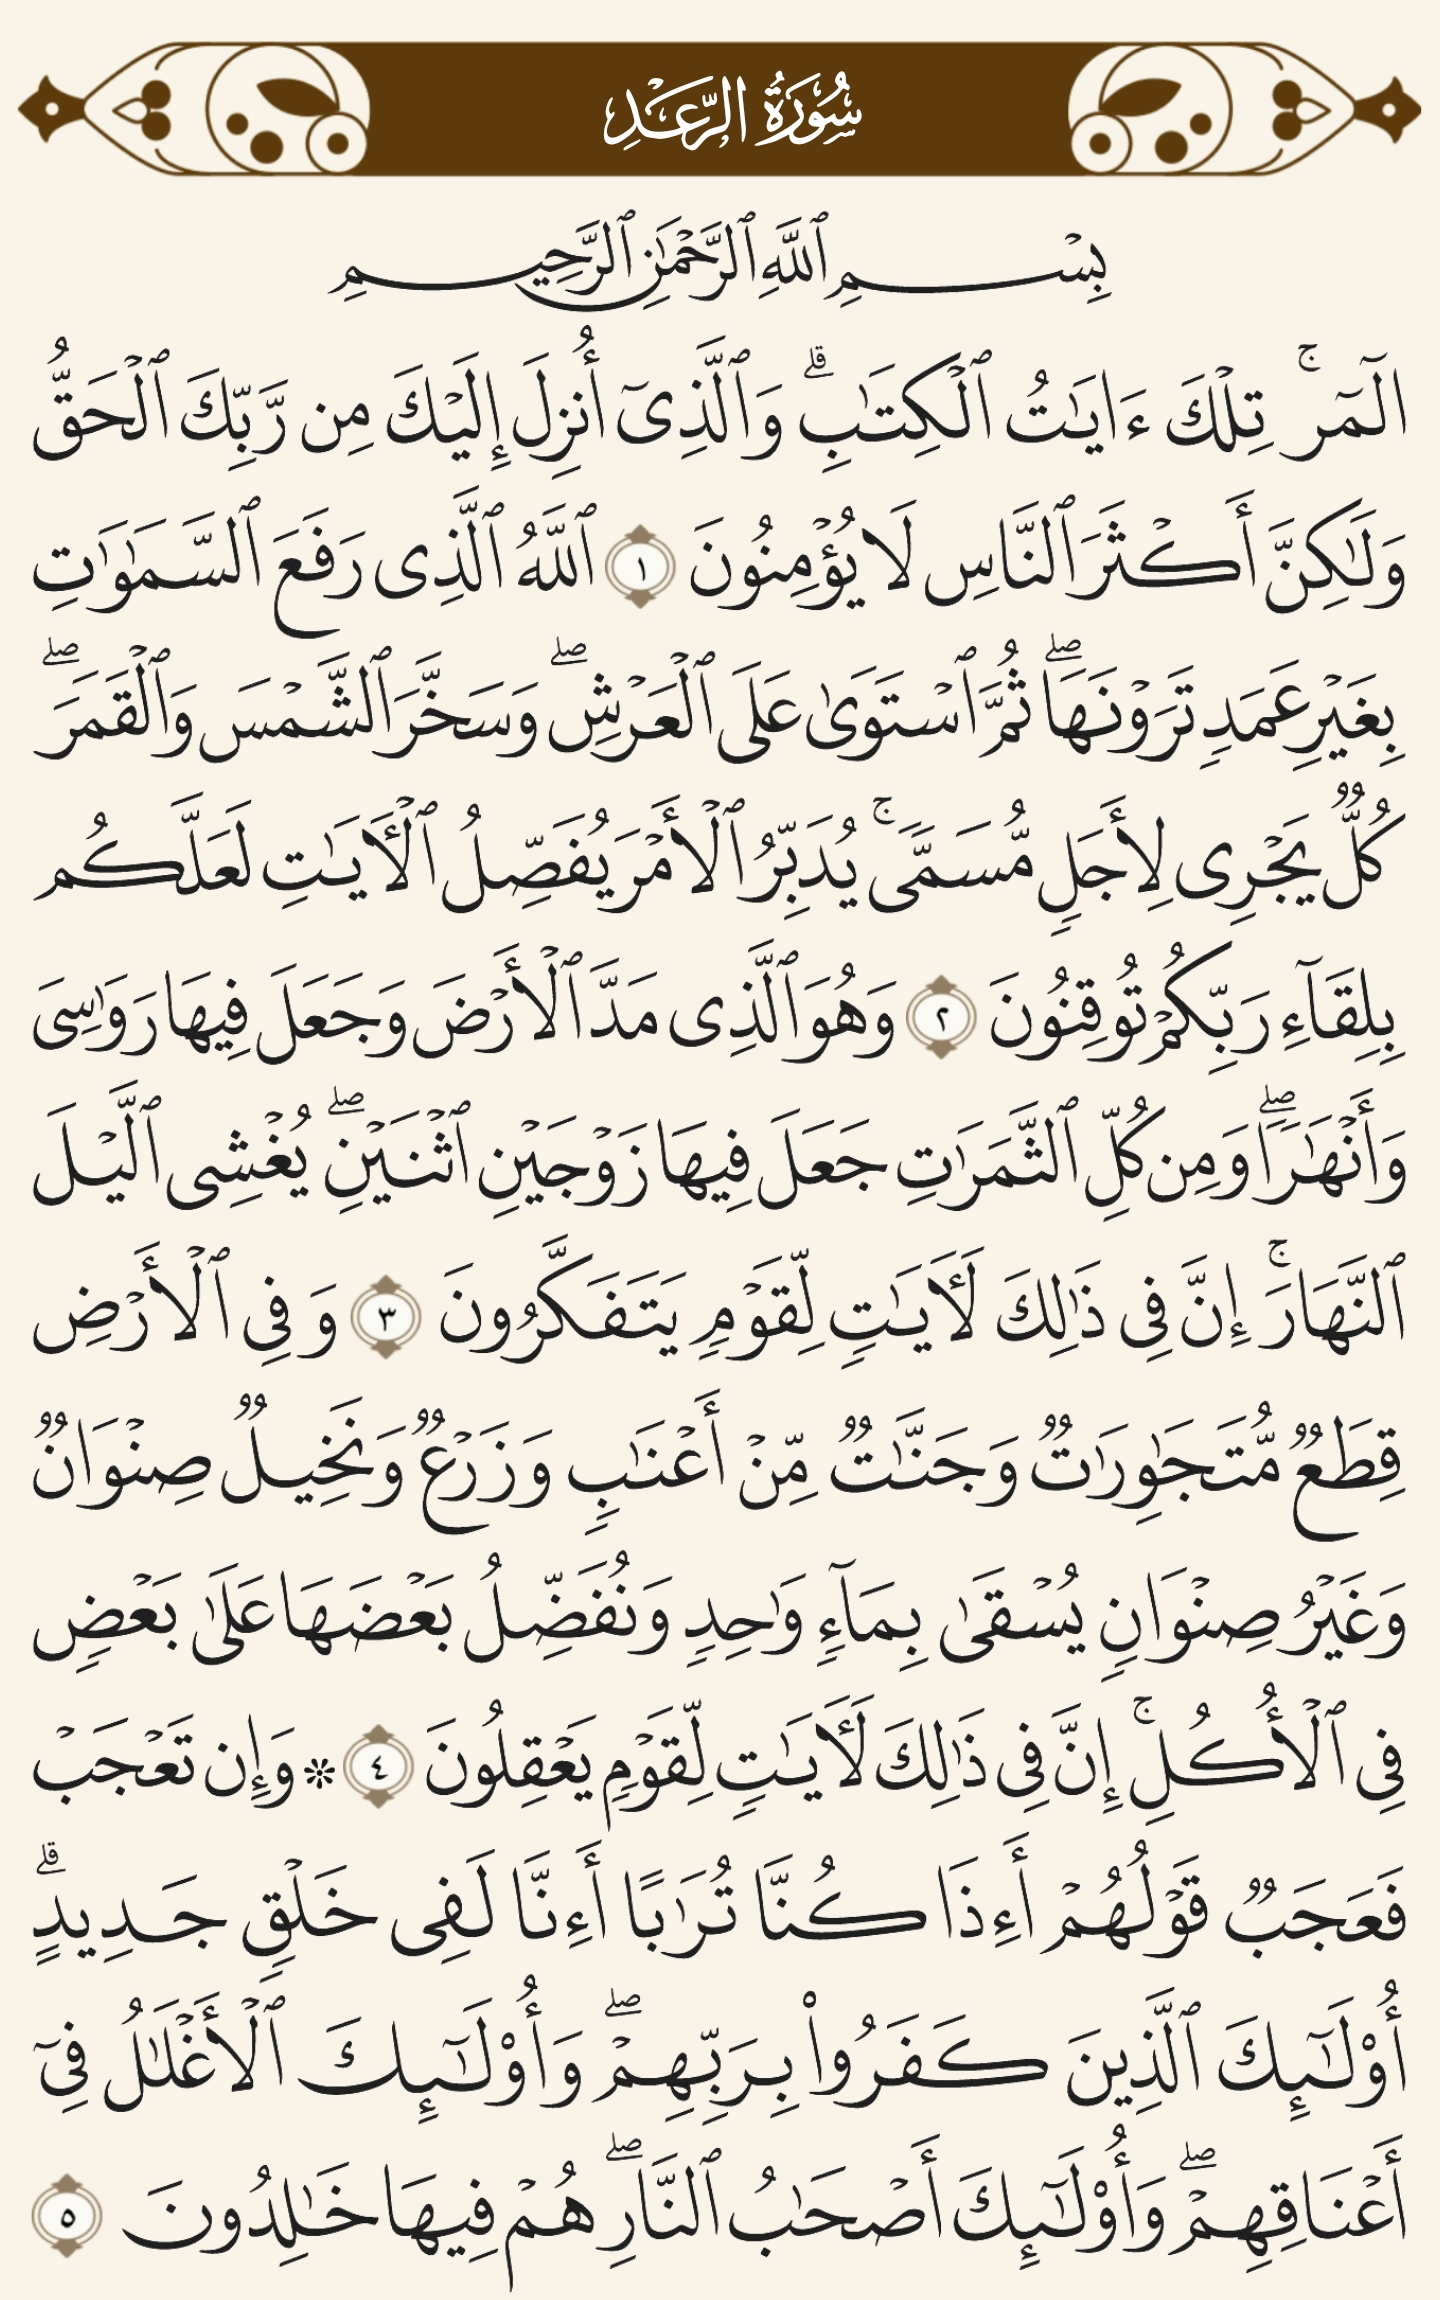 سُورَةُ الرَّعْدِ
بِسْمِ ٱللَّهِ ٱلرَّحْمَٰنِ ٱلرَّحِيمِ
الٓمٓرۚ تِلْكَ ءَايَٰتُ ٱلْكِتَٰبِۗ وَٱلَّذِىٓ أُنزِلَ إِلَيْكَ مِن رَّبِّكَ ٱلْحَقُّ
وَلَٰكِنَّ أَكْثَرَ ٱلنَّاسِ لَا يُؤْمِنُونَ ١ ٱللَّهُ ٱلَّذِى رَفَعَ ٱلسَّمَٰوَٰتِ
بِغَيْرِ عَمَدٍ تَرَوْنَهَاۖ ثُمَّ ٱسْتَوَىٰ عَلَى ٱلْعَرْشِۖ وَسَخَّرَ ٱلشَّمْسَ وَٱلْقَمَرَۖ
كُلٌّ يَجْرِى لِأَجَلٍ مُّسَمًّىۚ يُدَبِّرُ ٱلْأَمْرَ يُفَصِّلُ ٱلْأَيَٰتِ لَعَلَّكُم
بِلِقَآءِ رَبِّكُمْ تُوقِنُونَ ٢ وَهُوَ ٱلَّذِى مَدَّ ٱلْأَرْضَ وَجَعَلَ فِيهَا رَوَٰسِىَ
وَأَنْهَٰرًاۖ وَمِن كُلِّ ٱلثَّمَرَٰتِ جَعَلَ فِيهَا زَوْجَيْنِ ٱثْنَيْنِۖ يُغْشِى ٱلَّيْلَ
ٱلنَّهَارَۚ إِنَّ فِى ذَٰلِكَ لَأَيَٰتٍ لِّقَوْمٍ يَتَفَكَّرُونَ ٣ وَفِى ٱلْأَرْضِ
قِطَعٌ مُّتَجَٰوِرَٰتٌ وَجَنَّٰتٌ مِّنْ أَعْنَٰبٍ وَزَرْعٌ وَنَخِيلٌ صِنْوَانٌ
وَغَيْرُ صِنْوَانٍ يُسْقَىٰ بِمَآءٍ وَٰحِدٍ وَنُفَضِّلُ بَعْضَهَا عَلَىٰ بَعْضٍ
فِى ٱلْأُكُلِۚ إِنَّ فِى ذَٰلِكَ لَأَيَٰتٍ لِّقَوْمٍ يَعْقِلُونَ ٤ ۞ وَإِن تَعْجَبْ
فَعَجَبٌ قَوْلُهُمْ أَءِذَا كُنَّا تُرَٰبًا أَءِنَّا لَفِى خَلْقٍ جَدِيدٍۗ
أُوْلَٰٓئِكَ ٱلَّذِينَ كَفَرُوا۟ بِرَبِّهِمْۖ وَأُوْلَٰٓئِكَ ٱلْأَغْلَٰلُ فِىٓ
أَعْنَاقِهِمْۖ وَأُوْلَٰٓئِكَ أَصْحَٰبُ ٱلنَّارِۖ هُمْ فِيهَا خَٰلِدُونَ ٥